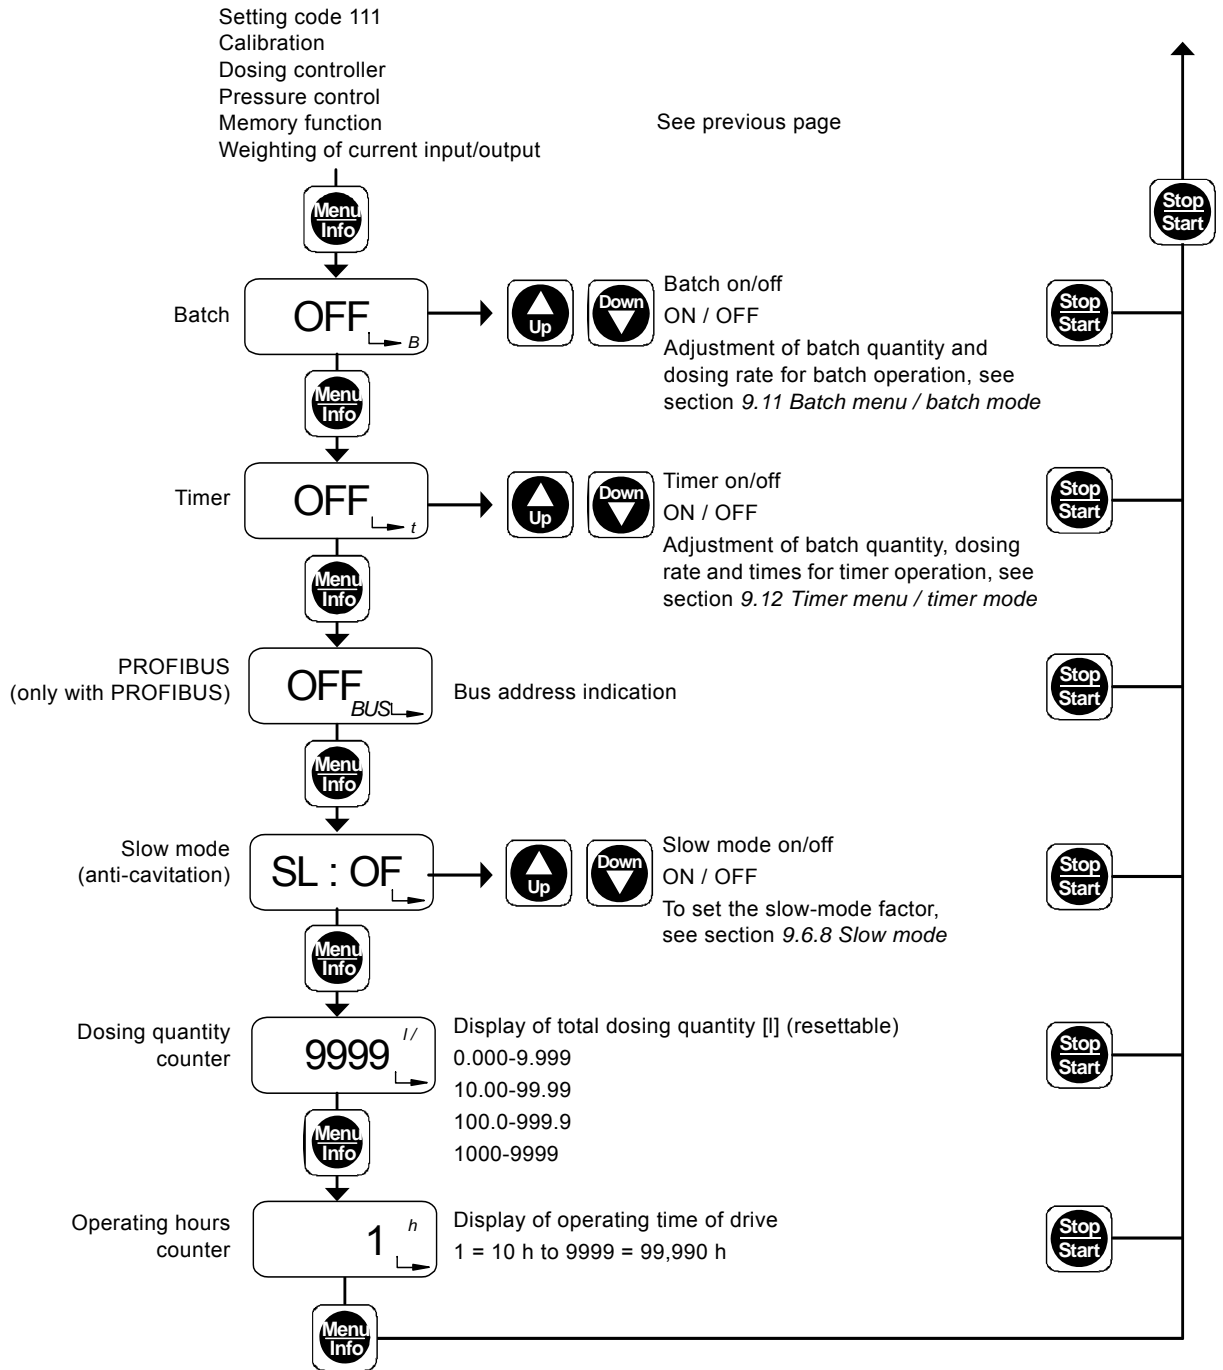 Setting code 111
Calibration
Dosing controller
Pressure control
Memory function
Weighting of current input/output
See previous page
Stop
Start
Menu
Info
Batch
OFF
B
Up
Down
Batch on/off
ON / OFF
Adjustment of batch quantity and
dosing rate for batch operation, see
section 9.11 Batch menu / batch mode
Stop
Start
Menu
Info
Timer
OFF
t
Up
Down
Timer on/off
ON / OFF
Adjustment of batch quantity, dosing
rate and times for timer operation, see
section 9.12 Timer menu / timer mode
Stop
Start
Menu
Info
PROFIBUS
(only with PROFIBUS)
OFF
BUS
Bus address indication
Stop
Start
Menu
Info
Slow mode
(anti-cavitation)
SL : OF
Up
Down
Slow mode on/off
ON / OFF
To set the slow-mode factor,
see section 9.6.8 Slow mode
Stop
Start
Menu
Info
Dosing quantity
counter
9999
l/
Display of total dosing quantity [l] (resettable)
0.000-9.999
10.00-99.99
100.0-999.9
1000-9999
Stop
Start
Menu
Info
Operating hours
counter
1
h
Display of operating time of drive
1 = 10 h to 9999 = 99,990 h
Stop
Start
Menu
Info